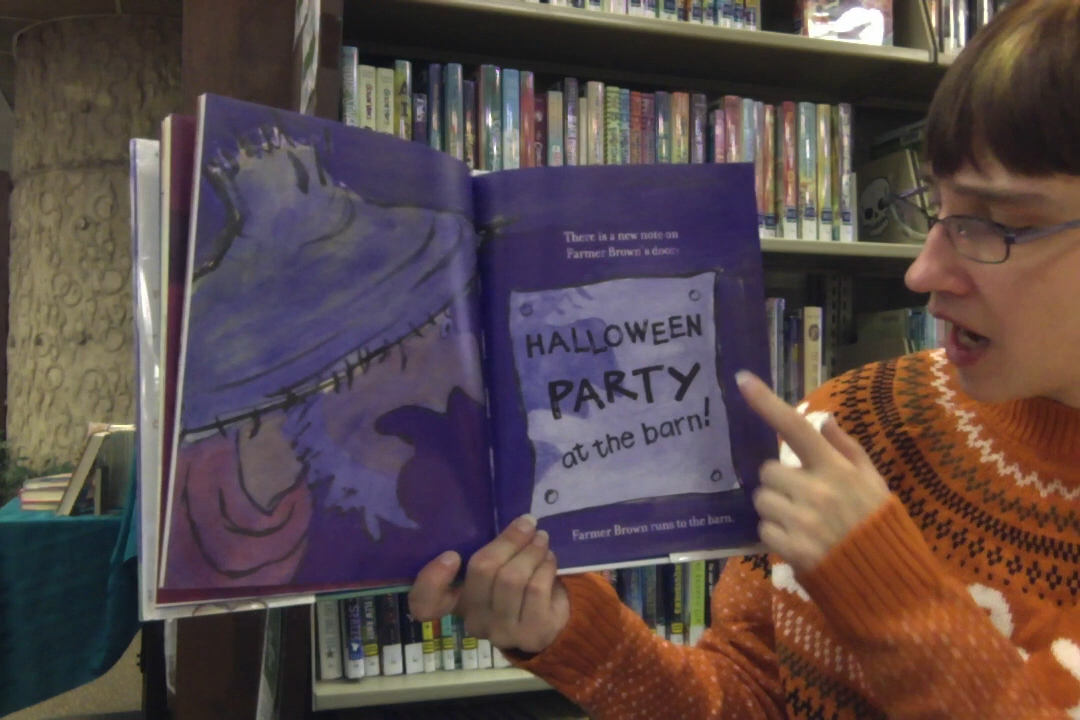 There is a new note on
Farmer Brown's door:
HALLOWEEN
PARTY
at the barn!
Farmer Brown runs to the barn.